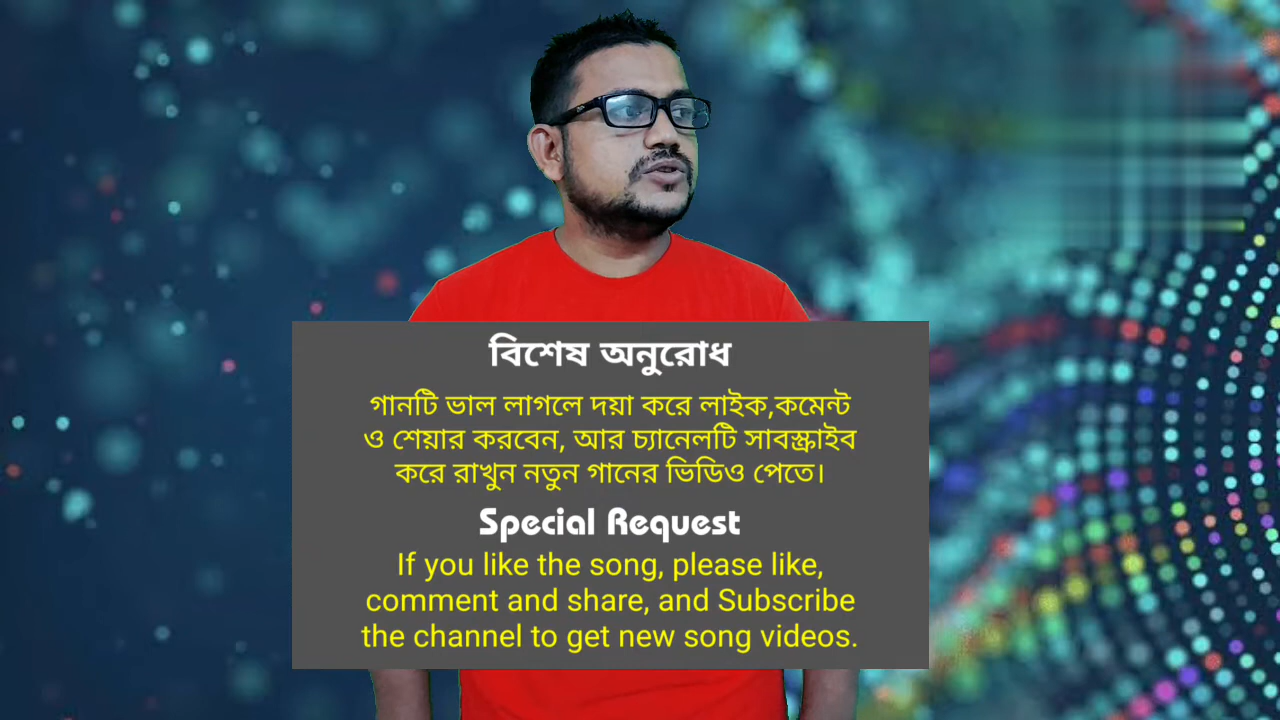 বিশেষ অনুরোধ
গানটি ভাল লাগলে দয়া করে লাইক,কমেন্ট
ও শেয়ার করবেন, আর চ্যানেলটি সাবস্ক্রাইব
করে রাখুন নতুন গানের ভিডিও পেতে।
Special Request
If you like the song, please like,
comment and share, and Subscribe
the channel to get new song videos.